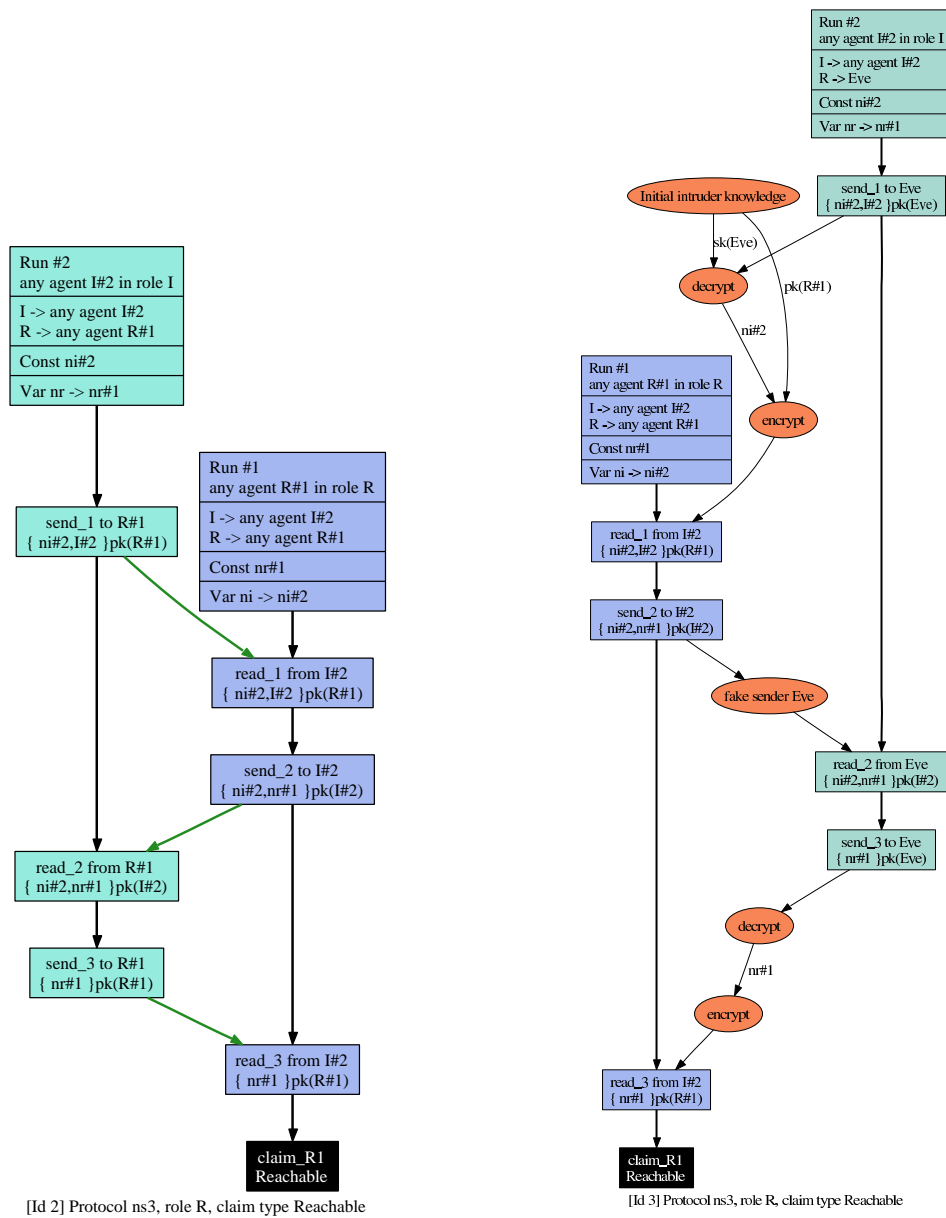 Run #2
any agent I#2 in role I
I -> any agent I#2
R -> any agent R#1
Const ni#2
Var nr -> nr#1
send_1 to R#1
{ ni#2,I#2 }pk(R#1)
Run #1
any agent R#1 in role R
I -> any agent I#2
R -> any agent R#1
Const nr#1
Var ni -> ni#2
read_1 from I#2
{ ni#2,I#2 }pk(R#1)
send_2 to I#2
{ ni#2,nr#1 }pk(I#2)
read_2 from R#1
{ ni#2,nr#1 }pk(I#2)
send_3 to R#1
{ nr#1 }pk(R#1)
read_3 from I#2
{ nr#1 }pk(R#1)
claim_R1
Reachable
[Id 2] Protocol ns3, role R, claim type Reachable
Run #2
any agent I#2 in role I
I -> any agent I#2
R -> Eve
Const ni#2
Var nr -> nr#1
send_1 to Eve
{ ni#2,I#2 }pk(Eve)
Initial intruder knowledge
sk(Eve)
pk(R#1)
decrypt
ni#2
encrypt
Run #1
any agent R#1 in role R
I -> any agent I#2
R -> any agent R#1
Const nr#1
Var ni -> ni#2
read_1 from I#2
{ ni#2,I#2 }pk(R#1)
send_2 to I#2
{ ni#2,nr#1 }pk(I#2)
fake sender Eve
read_2 from Eve
{ ni#2,nr#1 }pk(I#2)
send_3 to Eve
{ nr#1 }pk(Eve)
decrypt
nr#1
encrypt
read_3 from I#2
{ nr#1 }pk(R#1)
claim_R1
Reachable
[Id 3] Protocol ns3, role R, claim type Reachable